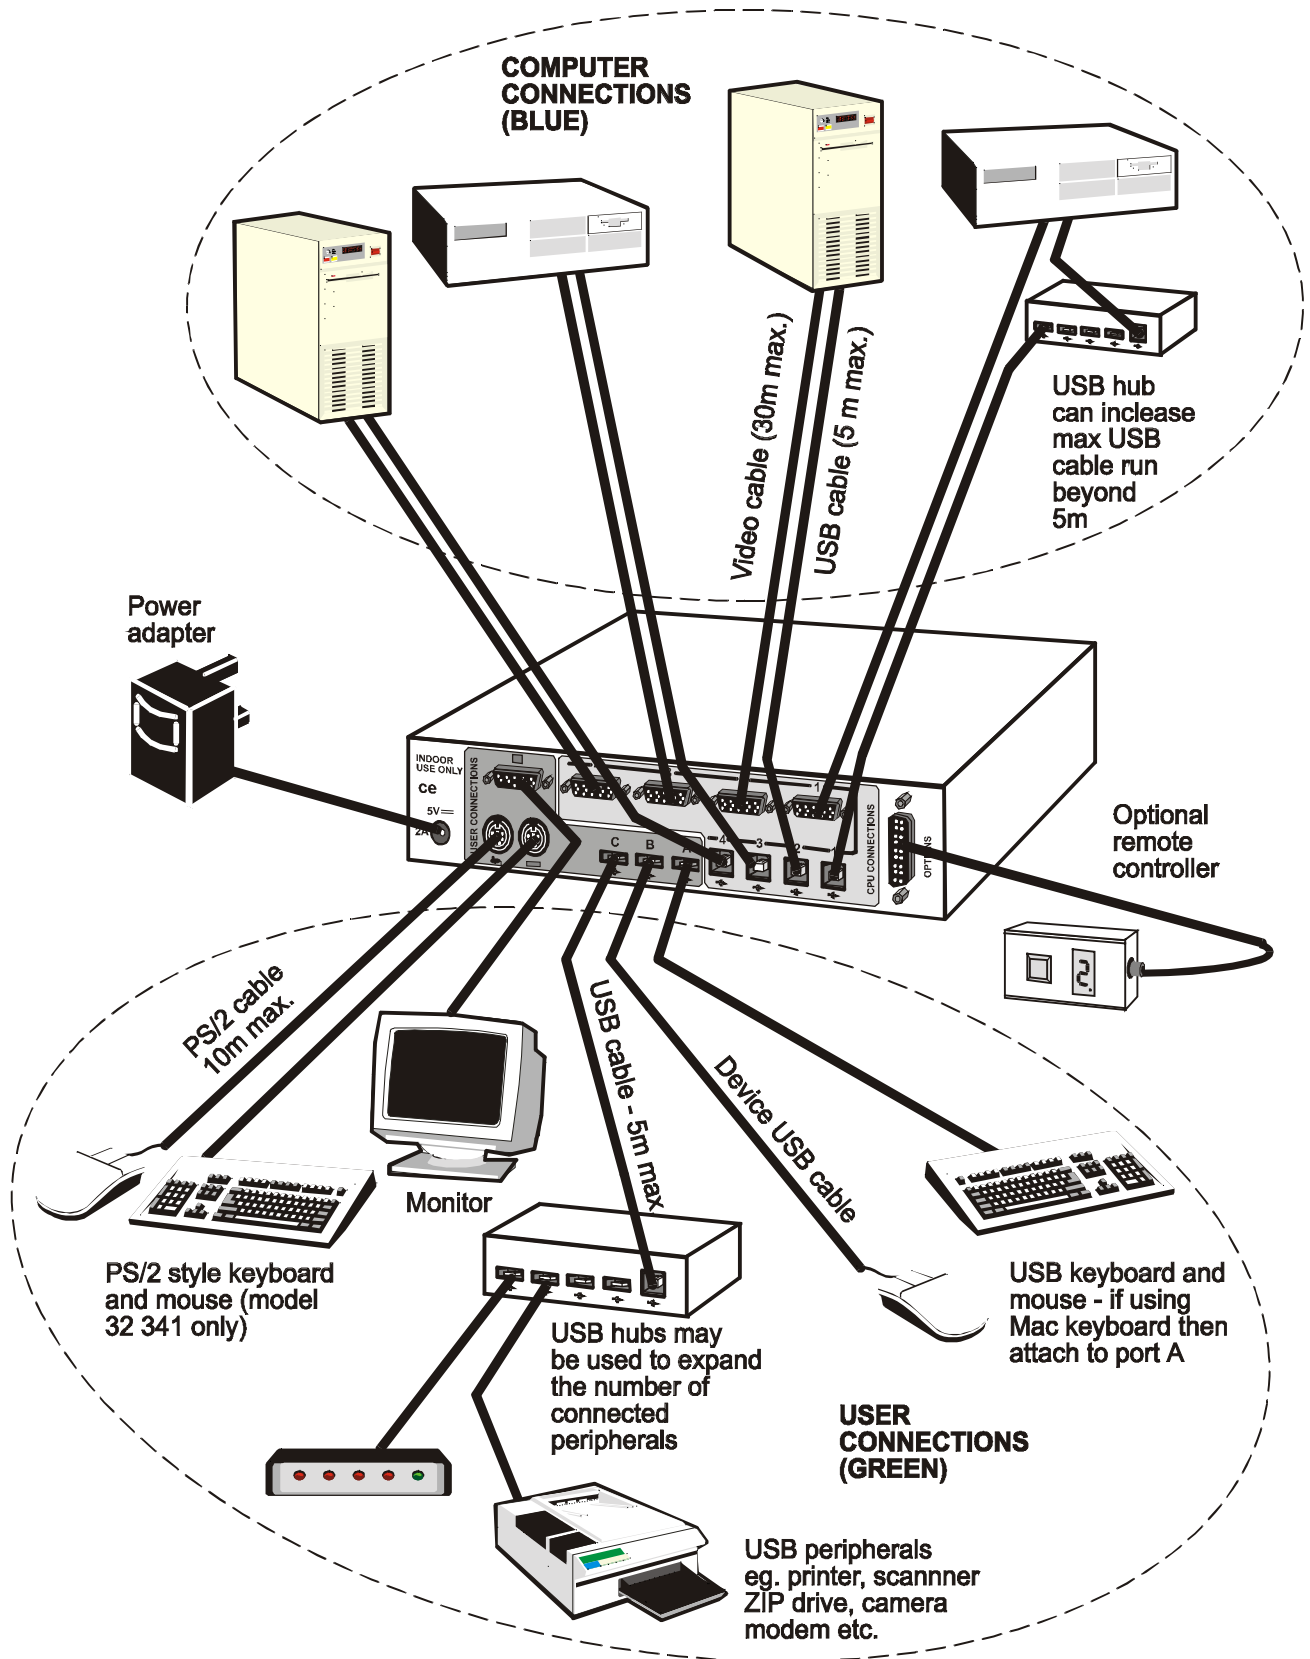 COMPUTER
CONNECTIONS
(BLUE)
Video cable (30m max.)
USB cable (5 m max.)
USB hub
can inclease
max USB
cable run
beyond
5m
Power
adapter
INDOOR
USE ONLY
CE
5V
2A
USER CONNECTIONS
1
C
B
A
4
3
2
1
CPU CONNECTIONS
OPTIONS
Optional
remote
controller
2.
PS/2 cable
10m max.
USB cable - 5m max
Device USB cable
Monitor
PS/2 style keyboard
and mouse (model
32 341 only)
USB keyboard and
mouse - if using
Mac keyboard then
attach to port A
USB hubs may
be used to expand
the number of
connected
peripherals
USER
CONNECTIONS
(GREEN)
USB peripherals
eg. printer, scannner
ZIP drive, camera
modem etc.